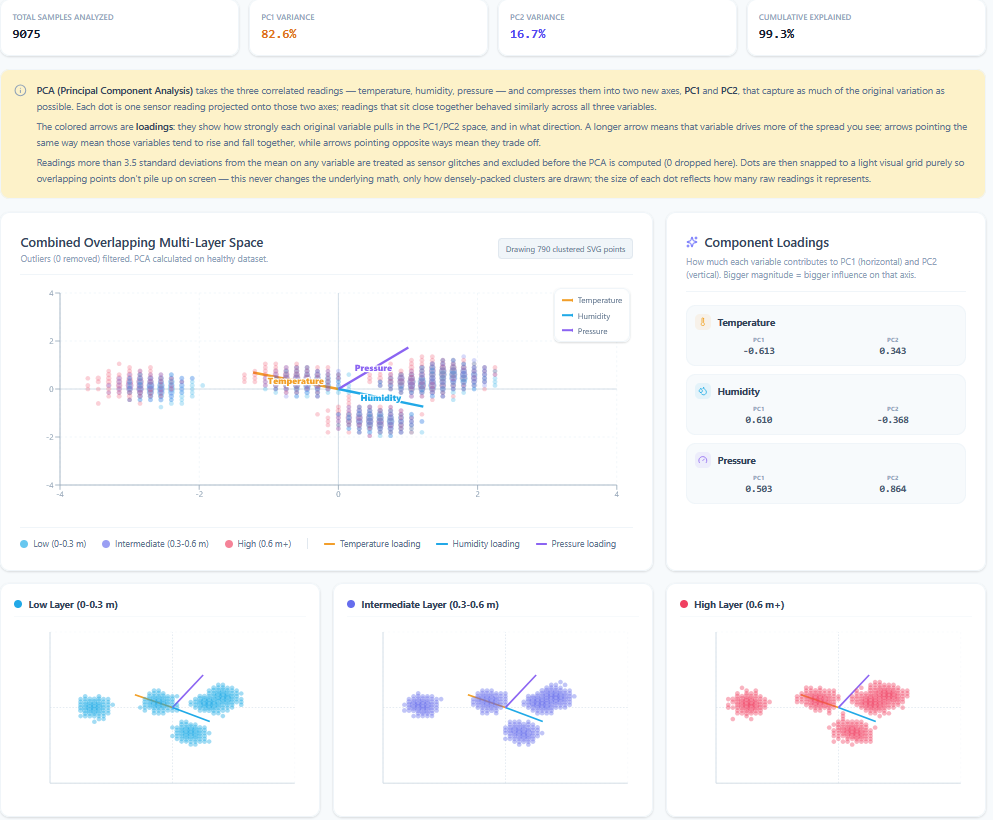 TOTAL SAMPLES ANALYZED
9075
PC1 VARIANCE
82.6%
PC2 VARIANCE
16.7%
CUMULATIVE EXPLAINED
99.3%
PCA (Principal Component Analysis) takes the three correlated readings — temperature, humidity, pressure — and compresses them into two new axes, PC1 and PC2, that capture as much of the original variation as
possible. Each dot is one sensor reading projected onto those two axes; readings that sit close together behaved similarly across all three variables.
The colored arrows are loadings: they show how strongly each original variable pulls in the PC1/PC2 space, and in what direction. A longer arrow means that variable drives more of the spread you see; arrows pointing the
same way mean those variables tend to rise and fall together, while arrows pointing opposite ways mean they trade off.
Readings more than 3.5 standard deviations from the mean on any variable are treated as sensor glitches and excluded before the PCA is computed (0 dropped here). Dots are then snapped to a light visual grid purely so
overlapping points don't pile up on screen — this never changes the underlying math, only how densely-packed clusters are drawn; the size of each dot reflects how many raw readings it represents.
Combined Overlapping Multi-Layer Space
Outliers (0 removed) filtered. PCA calculated on healthy dataset.
Drawing 790 clustered SVG points
4
2
0
-2
-4
-4
-2
0
2
4
Temperature
Humidity
Pressure
Temperature
Pressure
Humidity
Low (0-0.3 m)
Intermediate (0.3-0.6 m)
High (0.6 m+)
Temperature loading
Humidity loading
Pressure loading
Component Loadings
How much each variable contributes to PC1 (horizontal) and PC2
(vertical). Bigger magnitude = bigger influence on that axis.
Temperature
PC1 PC2
-0.613 0.343
Humidity
PC1 PC2
0.610 -0.368
Pressure
PC1 PC2
0.503 0.864
Low Layer (0-0.3 m)
Intermediate Layer (0.3-0.6 m)
High Layer (0.6 m+)